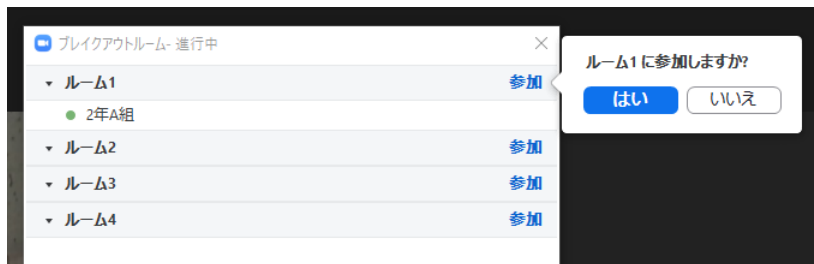 ブレイクアウトルーム- 進行中
ルーム1に参加しますか?
はい いいえ
ルーム1 参加
2年A組
ルーム2 参加
ルーム3 参加
ルーム4 参加